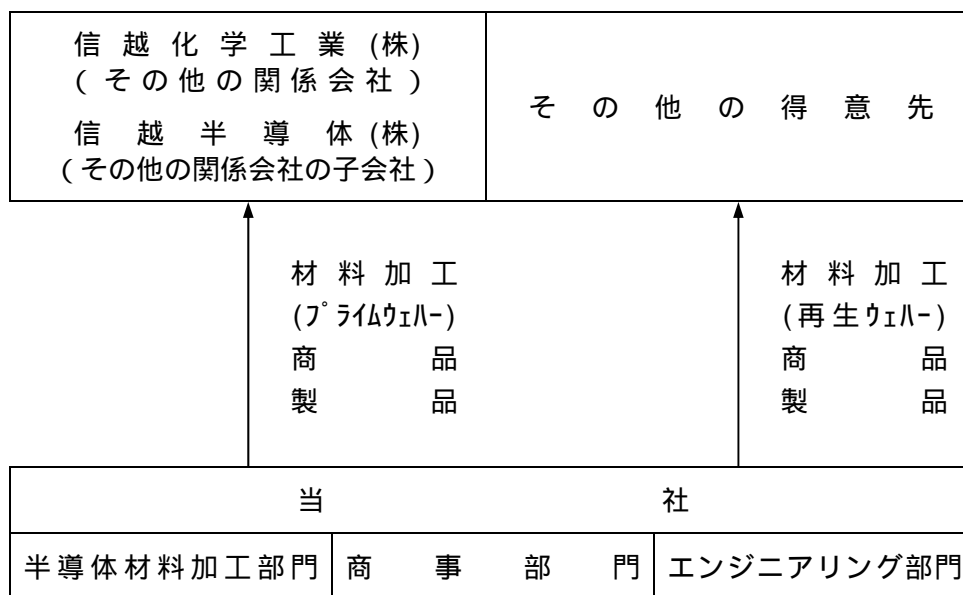 信越化学工業(株)
(その他の関係会社)
信越半導体(株)
(その他の関係会社の子会社)
その他の得意先
材料加工
(ﾌﾟﾗｲﾑｳｪﾊｰ)
商品
製品
材料加工
(再生ｳｪﾊｰ)
商品
製品
当社
半導体材料加工部門
商事部門
エンジニアリング部門